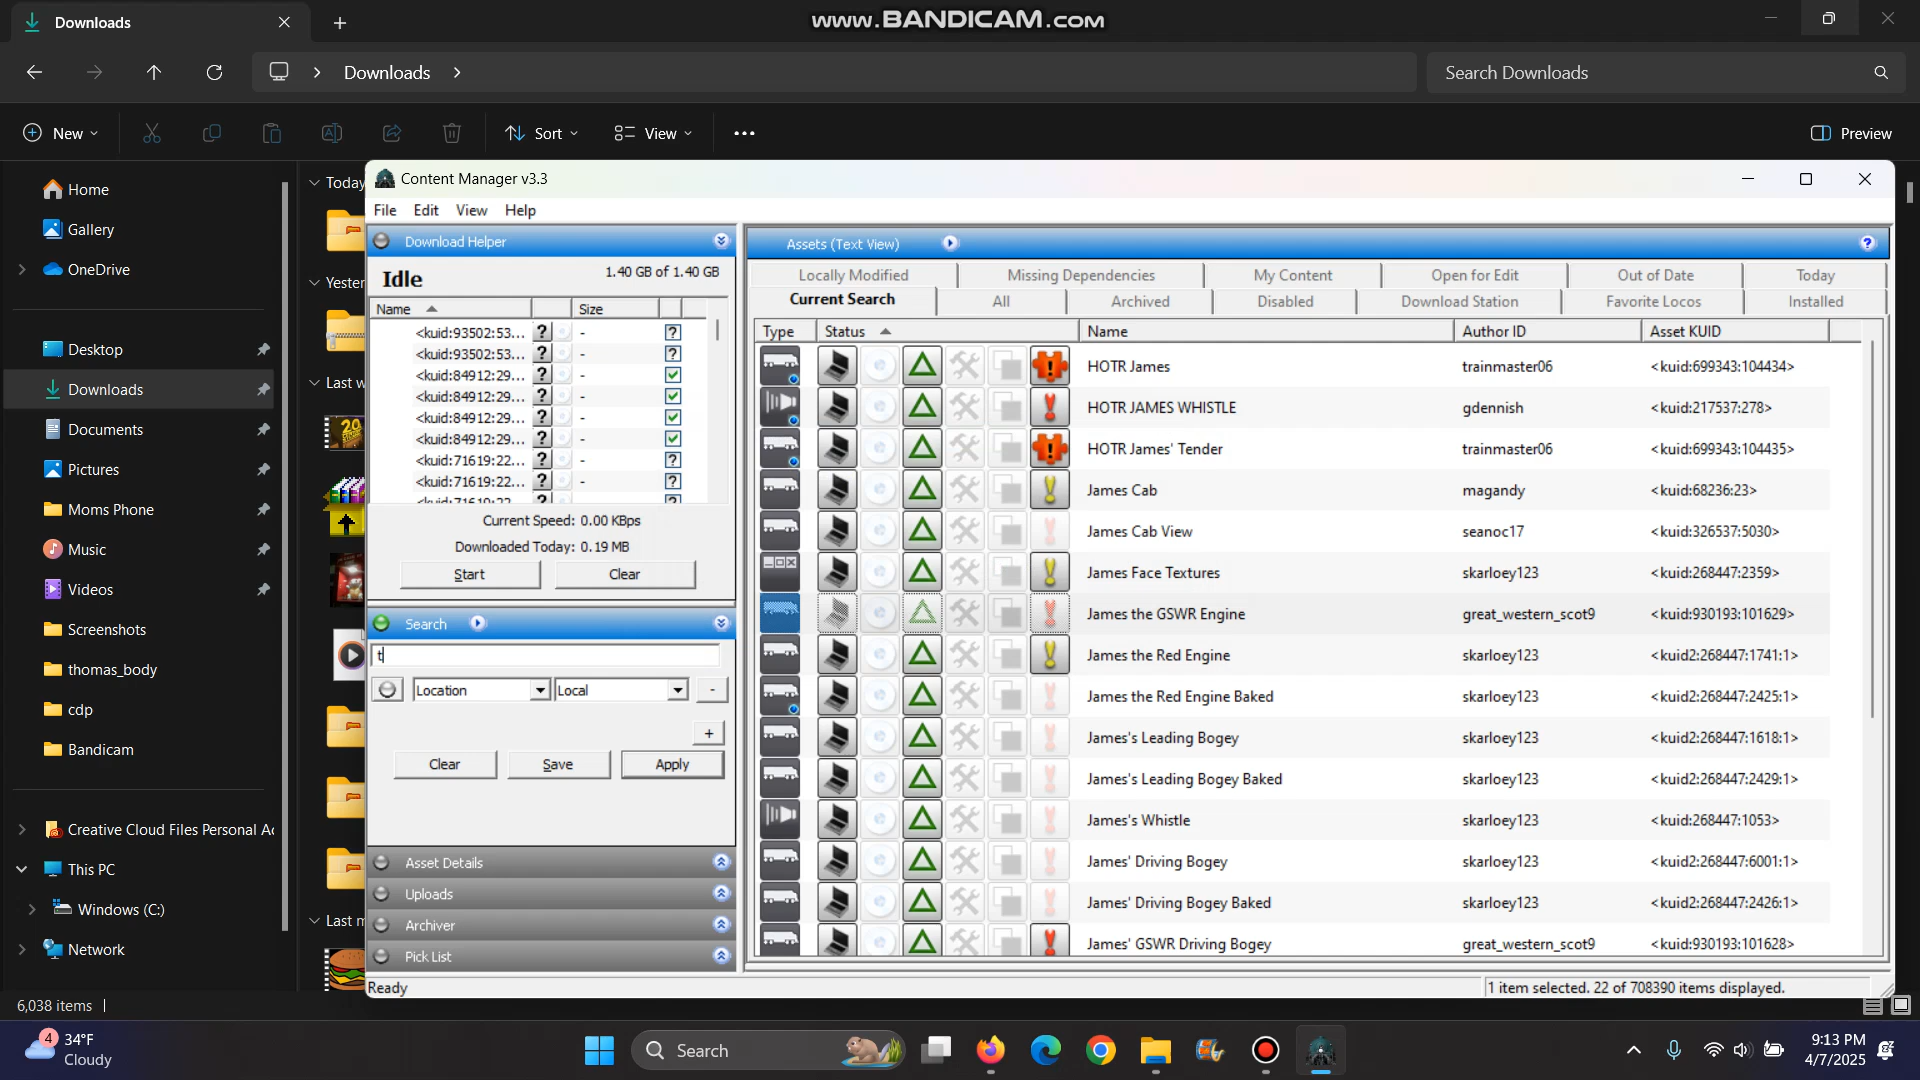 Downloads
www.BANDICAM.com
Downloads
Search Downloads
New
Sort
View
Preview
Home
Gallery
OneDrive
Desktop
Downloads
Documents
Pictures
Moms Phone
Music
Videos
Screenshots
thomas_body
cdp
Bandicam
Creative Cloud Files Personal Ac
This PC
Windows (C:)
Network
6,038 items
Today
Yester
Last w
Last m
Content Manager v3.3
File Edit View Help
Download Helper
Idle
1.40 GB of 1.40 GB
Name Size
<kuid:93502:53... ? - ?
<kuid:93502:53... ? - ?
<kuid:84912:29... ? -
<kuid:84912:29... ? -
<kuid:84912:29... ? -
<kuid:84912:29... ? -
<kuid:71619:22... ? - ?
<kuid:71619:22... ? - ?
<kuid:71619:22...
Current Speed: 0.00 KBps
Downloaded Today: 0.19 MB
Start Clear
Search
t
Location Local -
+
Clear Save Apply
Asset Details
Uploads
Archiver
Pick List
Ready
Assets (Text View) ?
Locally Modified Missing Dependencies My Content Open for Edit Out of Date Today
Current Search All Archived Disabled Download Station Favorite Locos Installed
Type Status Name Author ID Asset KUID
HOTR James trainmaster06 <kuid:699343:104434>
HOTR JAMES WHISTLE gdennish <kuid:217537:278>
HOTR James' Tender trainmaster06 <kuid:699343:104435>
James Cab magandy <kuid:68236:23>
James Cab View seanoc17 <kuid:326537:5030>
James Face Textures skarloey123 <kuid:268447:2359>
James the GSWR Engine great_western_scot9 <kuid:930193:101629>
James the Red Engine skarloey123 <kuid2:268447:1741:1>
James the Red Engine Baked skarloey123 <kuid2:268447:2425:1>
James's Leading Bogey skarloey123 <kuid2:268447:1618:1>
James's Leading Bogey Baked skarloey123 <kuid2:268447:2429:1>
James's Whistle skarloey123 <kuid:268447:1053>
James' Driving Bogey skarloey123 <kuid2:268447:6001:1>
James' Driving Bogey Baked skarloey123 <kuid2:268447:2426:1>
James' GSWR Driving Bogey great_western_scot9 <kuid:930193:101628>
1 item selected. 22 of 708390 items displayed.
4
34°F
Cloudy
Search
9:13 PM
4/7/2025